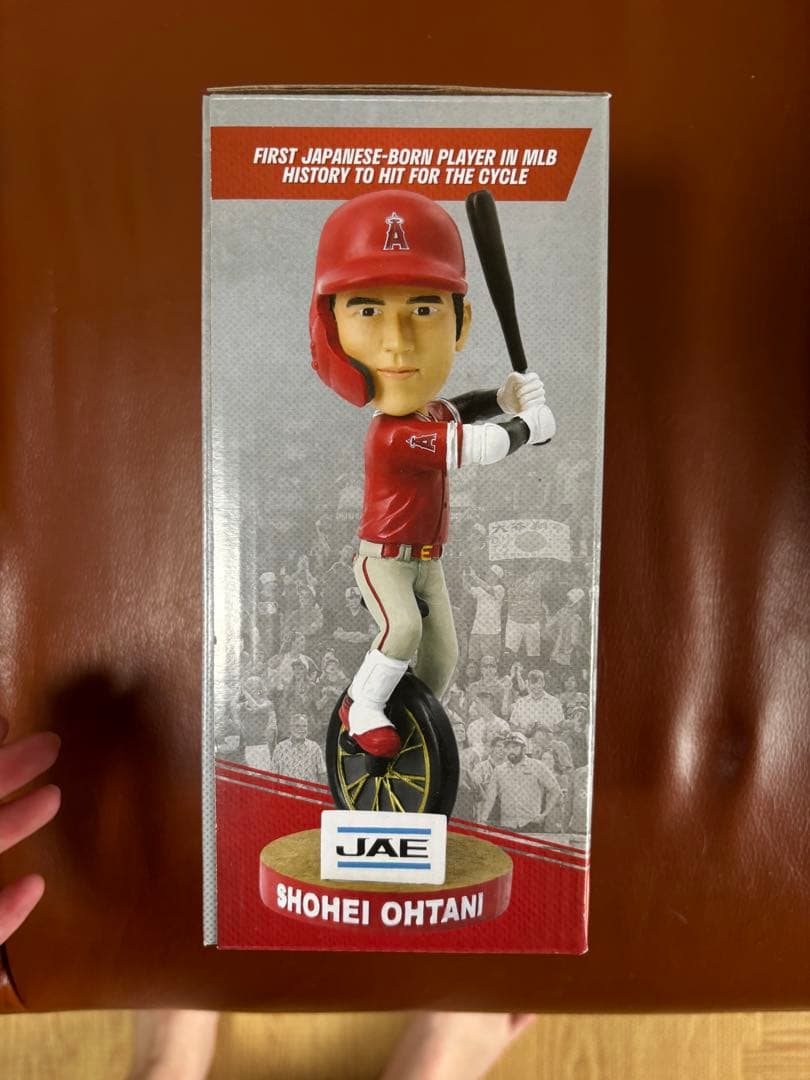 FIRST JAPANESE-BORN PLAYER IN MLB
HISTORY TO HIT FOR THE CYCLE
A
A
E
JAE
SHOHEI OHTANI